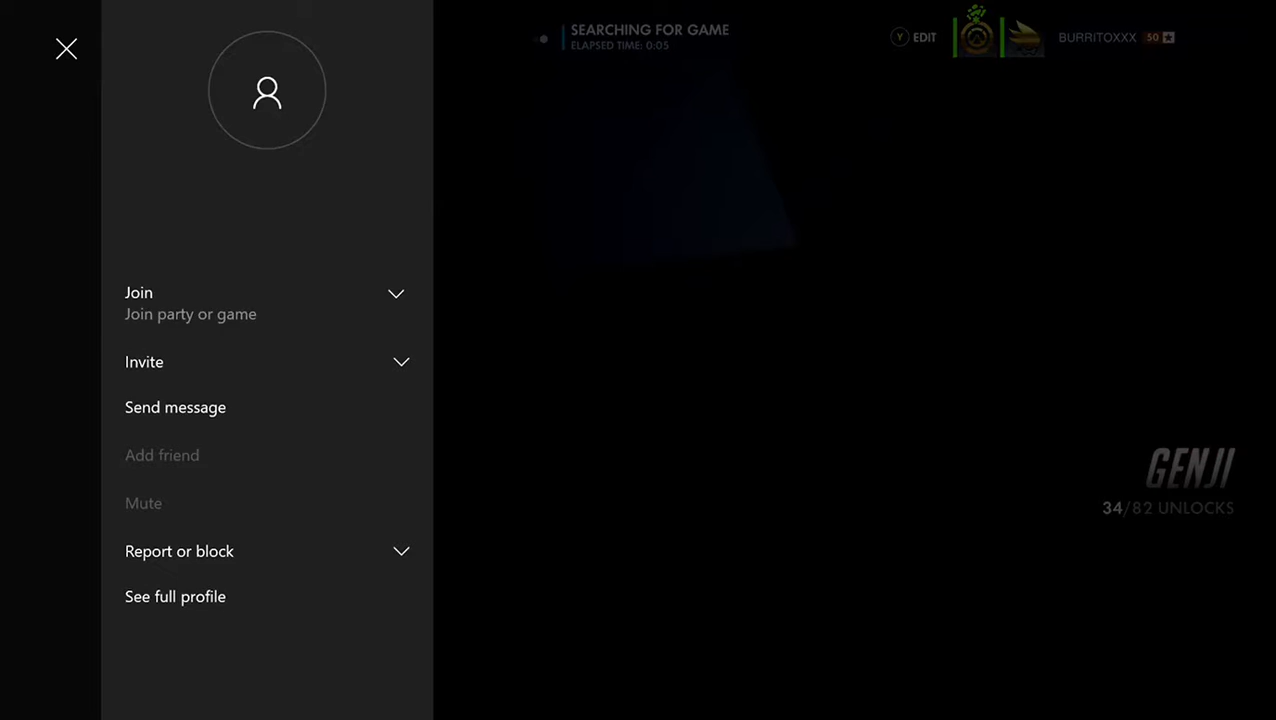 SEARCHING FOR GAME
ELAPSED TIME: 0:05
Y EDIT
BURRITOXXX 50
Join
Join party or game
Invite
Send message
Add friend
Mute
Report or block
See full profile
GENJI
34/82 UNLOCKS